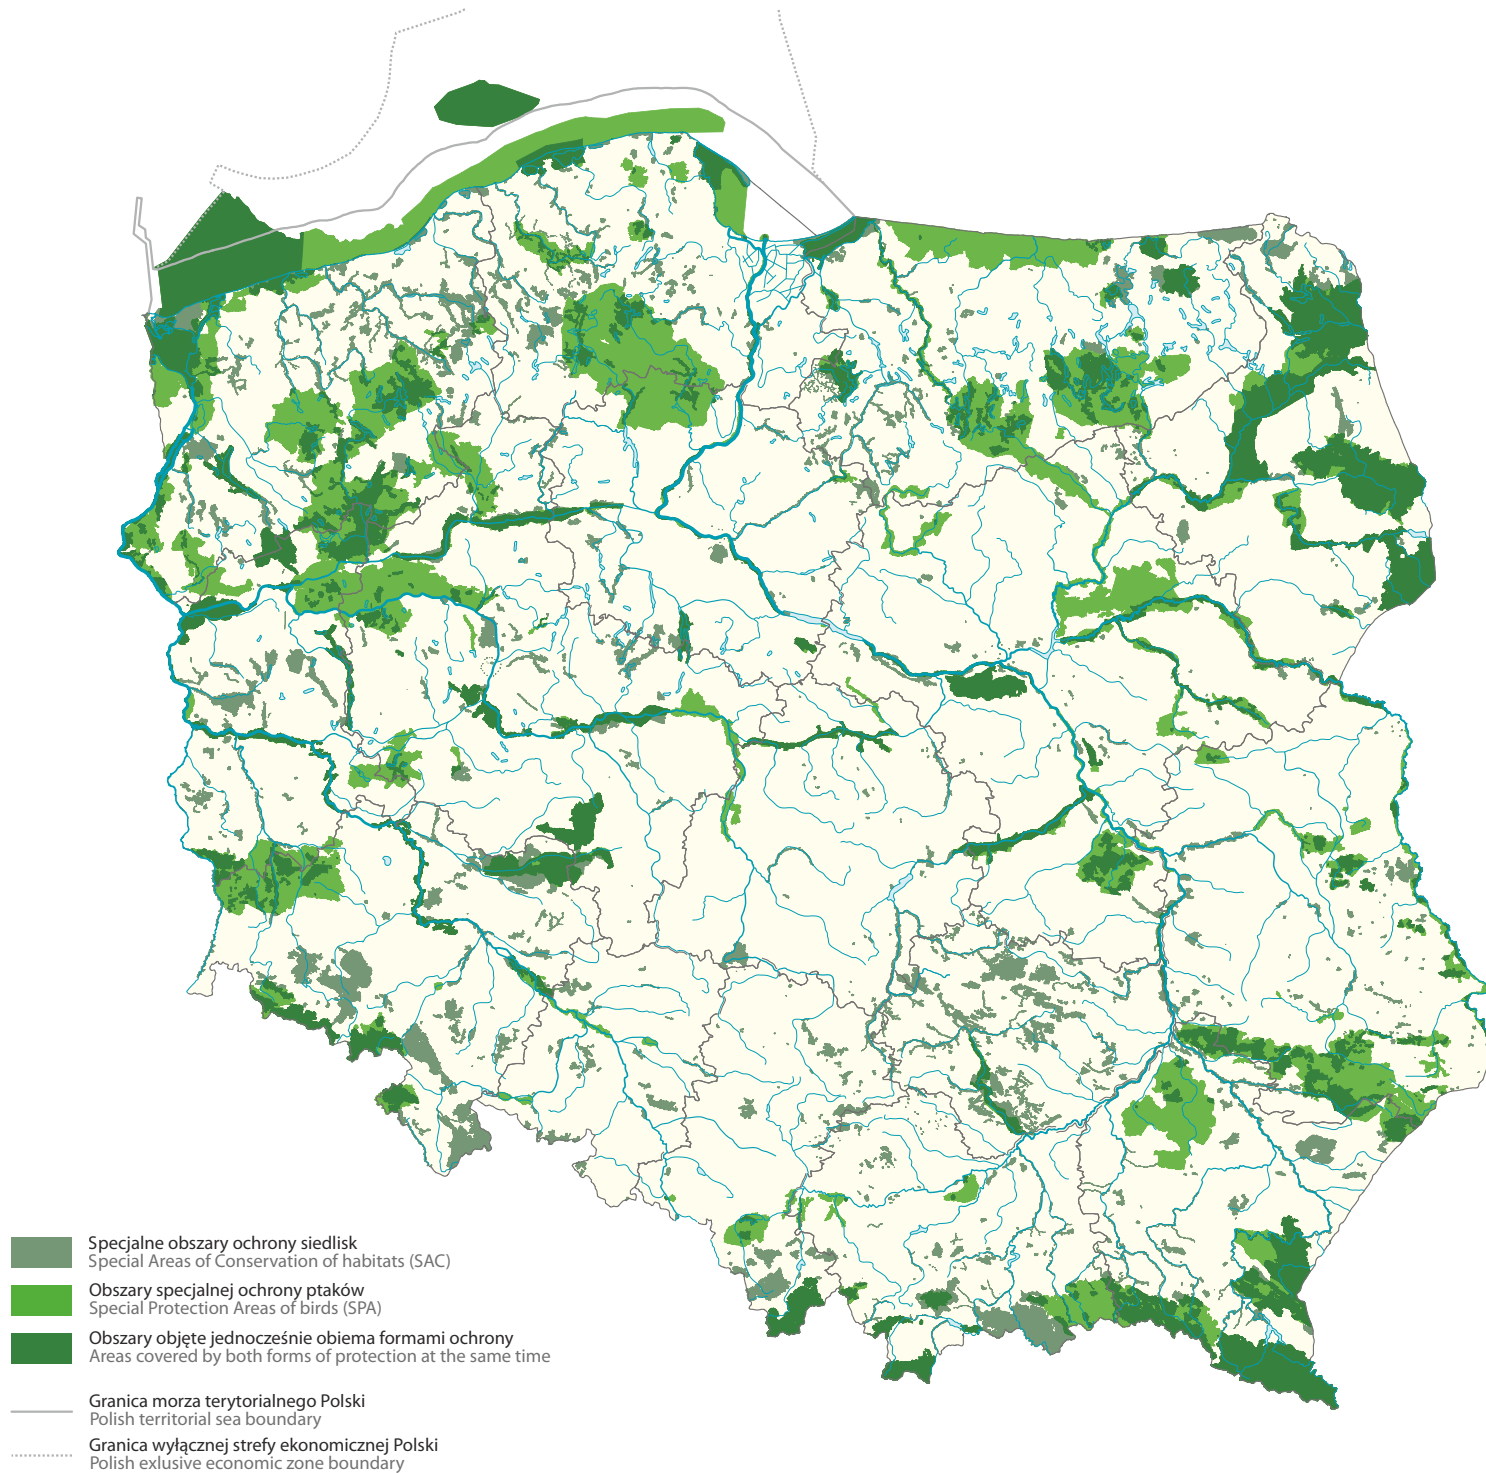 Specjalne obszary ochrony siedlisk
Special Areas of Conservation of habitats (SAC)
Obszary specjalnej ochrony ptaków
Special Protection Areas of birds (SPA)
Obszary objęte jednocześnie obiema formami ochrony
Areas covered by both forms of protection at the same time
Granica morza terytorialnego Polski
Polish territorial sea boundary
Granica wyłącznej strefy ekonomicznej Polski
Polish exlusive economic zone boundary